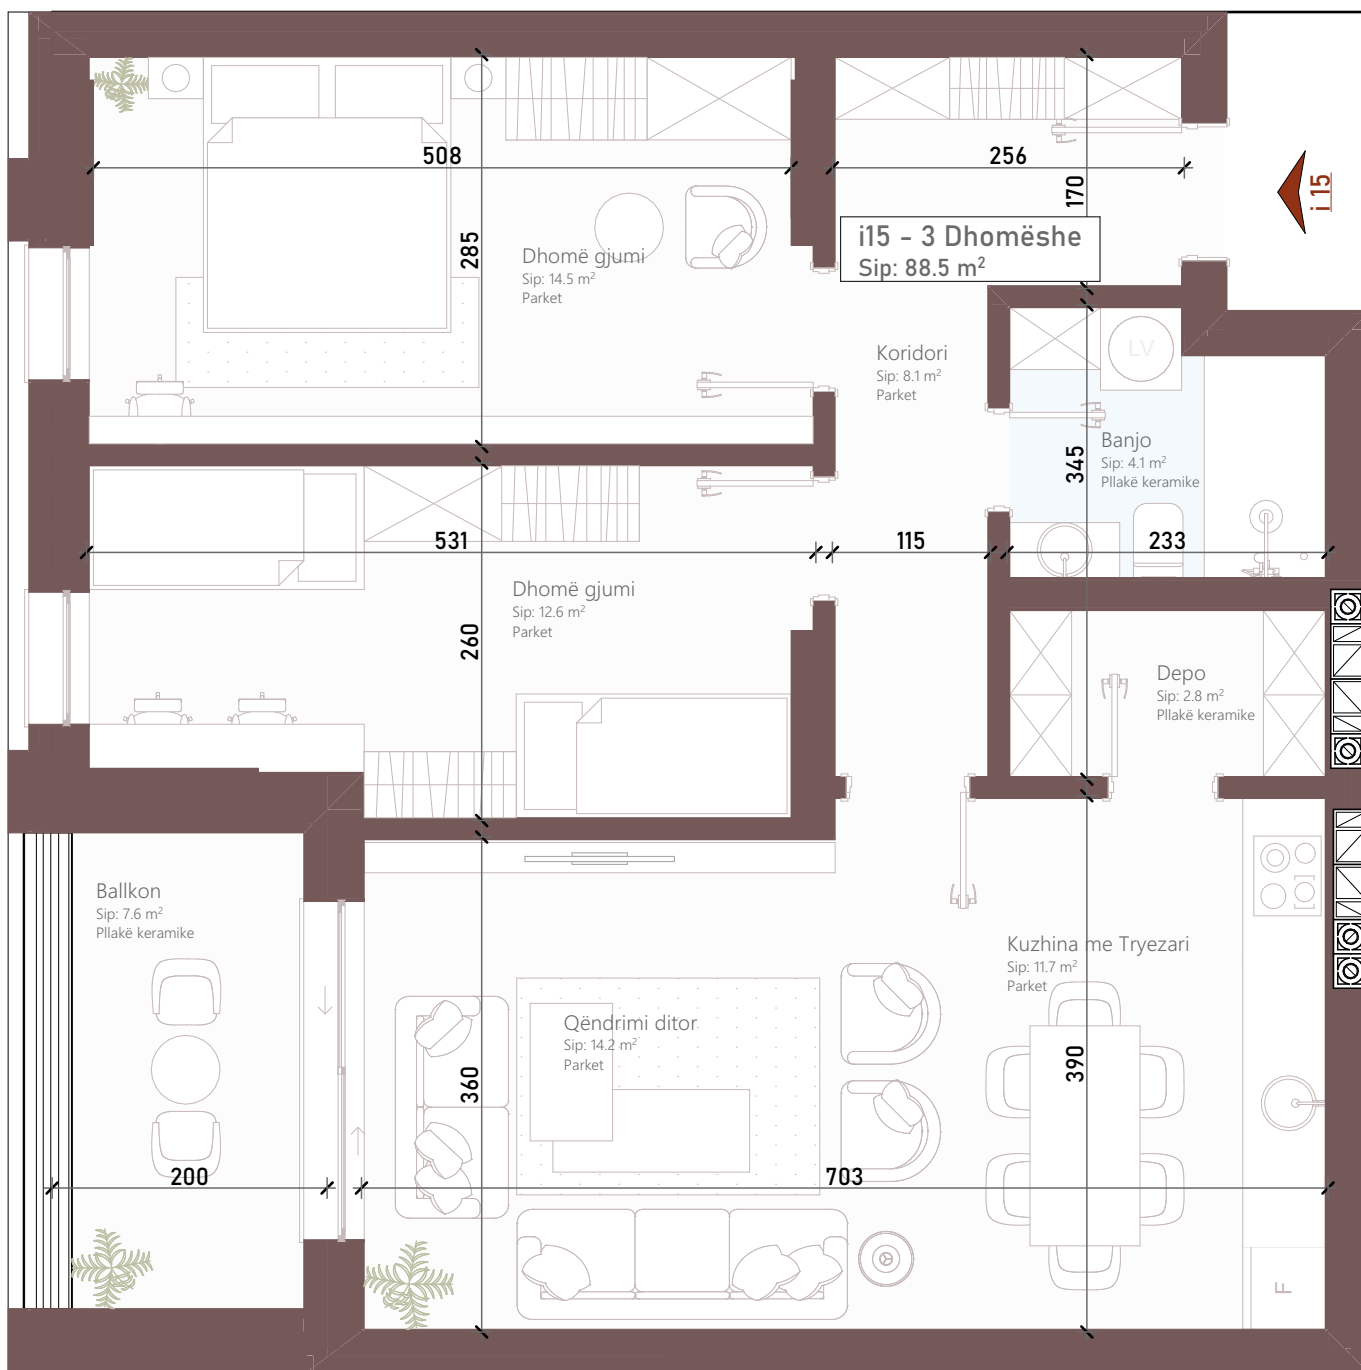 508
256
170
i 15
i15 - 3 Dhomëshe
Sip: 88.5 m²
285
Dhomë gjumi
Sip: 14.5 m²
Parket
Koridori
Sip: 8.1 m²
Parket
LV
Banjo
Sip: 4.1 m²
Pllakë keramike
345
531
115
233
Dhomë gjumi
Sip: 12.6 m²
Parket
260
Depo
Sip: 2.8 m²
Pllakë keramike
Ballkon
Sip: 7.6 m²
Pllakë keramike
Kuzhina me Tryezari
Sip: 11.7 m²
Parket
Qëndrimi ditor
Sip: 14.2 m²
Parket
360
390
200
703
F